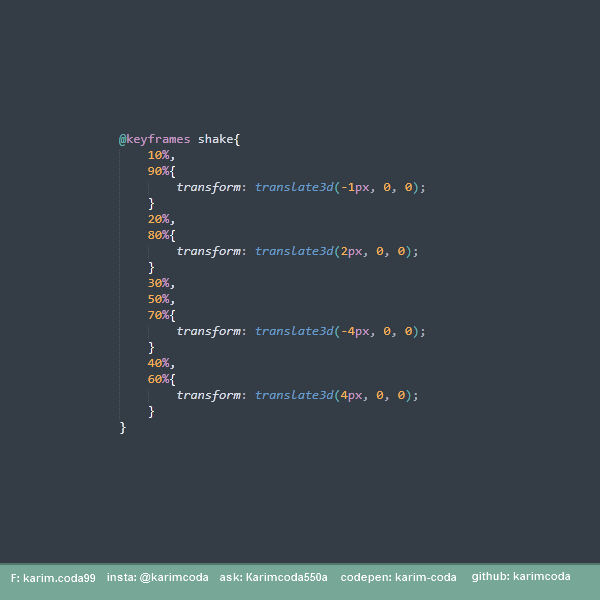 @keyframes shake{
10%,
90%{
transform: translate3d(-1px, 0, 0);
}
20%,
80%{
transform: translate3d(2px, 0, 0);
}
30%,
50%,
70%{
transform: translate3d(-4px, 0, 0);
}
40%,
60%{
transform: translate3d(4px, 0, 0);
}
}
F: karim.coda99 insta: @karimcoda ask: Karimcoda550a codepen: karim-coda github: karimcoda